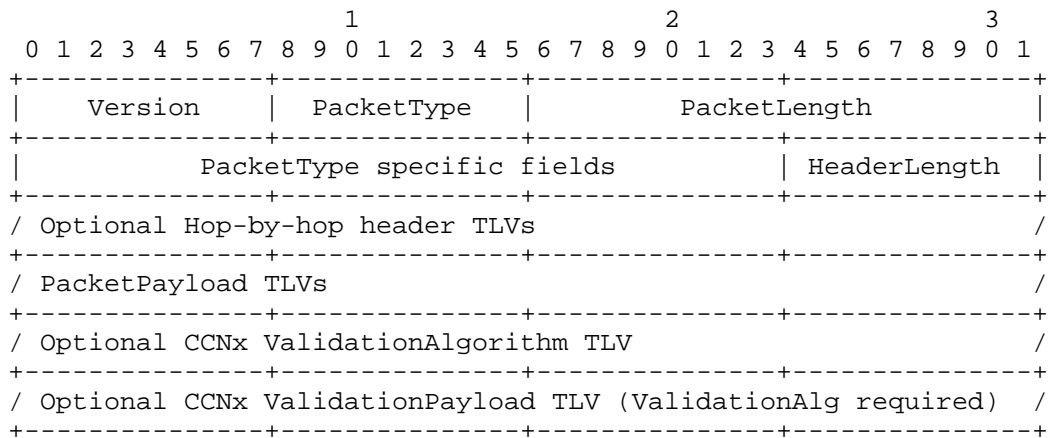 1                   2                   3
 0 1 2 3 4 5 6 7 8 9 0 1 2 3 4 5 6 7 8 9 0 1 2 3 4 5 6 7 8 9 0 1
+---------------+---------------+---------------+---------------+
|    Version    |  PacketType   |         PacketLength          |
+---------------+---------------+---------------+---------------+
|           PacketType specific fields          | HeaderLength  |
+---------------+---------------+---------------+---------------+
/ Optional Hop-by-hop header TLVs                               /
+---------------+---------------+---------------+---------------+
/ PacketPayload TLVs                                            /
+---------------+---------------+---------------+---------------+
/ Optional CCNx ValidationAlgorithm TLV                         /
+---------------+---------------+---------------+---------------+
/ Optional CCNx ValidationPayload TLV (ValidationAlg required)  /
+---------------+---------------+---------------+---------------+